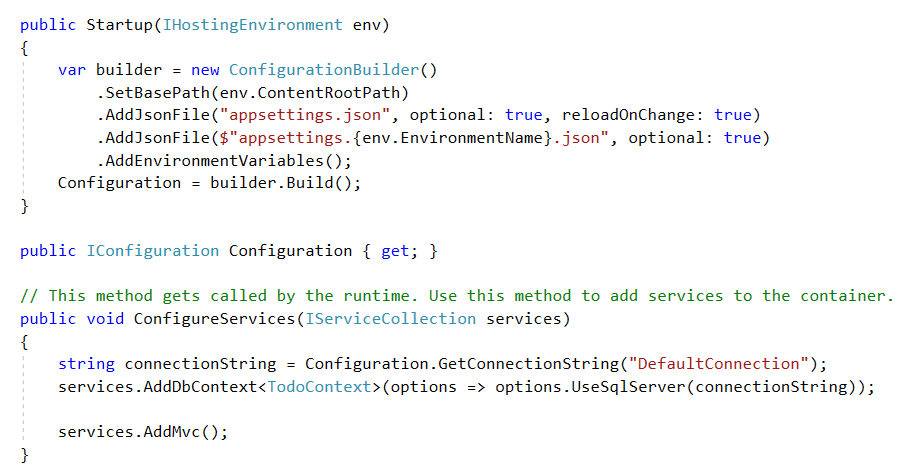 public Startup(IHostingEnvironment env)
{
    var builder = new ConfigurationBuilder()
        .SetBasePath(env.ContentRootPath)
        .AddJsonFile("appsettings.json", optional: true, reloadOnChange: true)
        .AddJsonFile($"appsettings.{env.EnvironmentName}.json", optional: true)
        .AddEnvironmentVariables();
    Configuration = builder.Build();
}

public IConfiguration Configuration { get; }

// This method gets called by the runtime. Use this method to add services to the container.
public void ConfigureServices(IServiceCollection services)
{
    string connectionString = Configuration.GetConnectionString("DefaultConnection");
    services.AddDbContext<TodoContext>(options => options.UseSqlServer(connectionString));

    services.AddMvc();
}